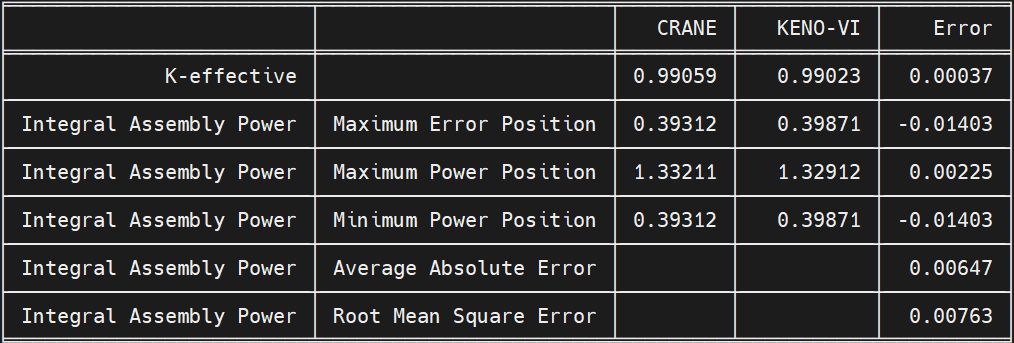 CRANE KENO-VI Error
K-effective 0.99059 0.99023 0.00037
Integral Assembly Power Maximum Error Position 0.39312 0.39871 -0.01403
Integral Assembly Power Maximum Power Position 1.33211 1.32912 0.00225
Integral Assembly Power Minimum Power Position 0.39312 0.39871 -0.01403
Integral Assembly Power Average Absolute Error 0.00647
Integral Assembly Power Root Mean Square Error 0.00763